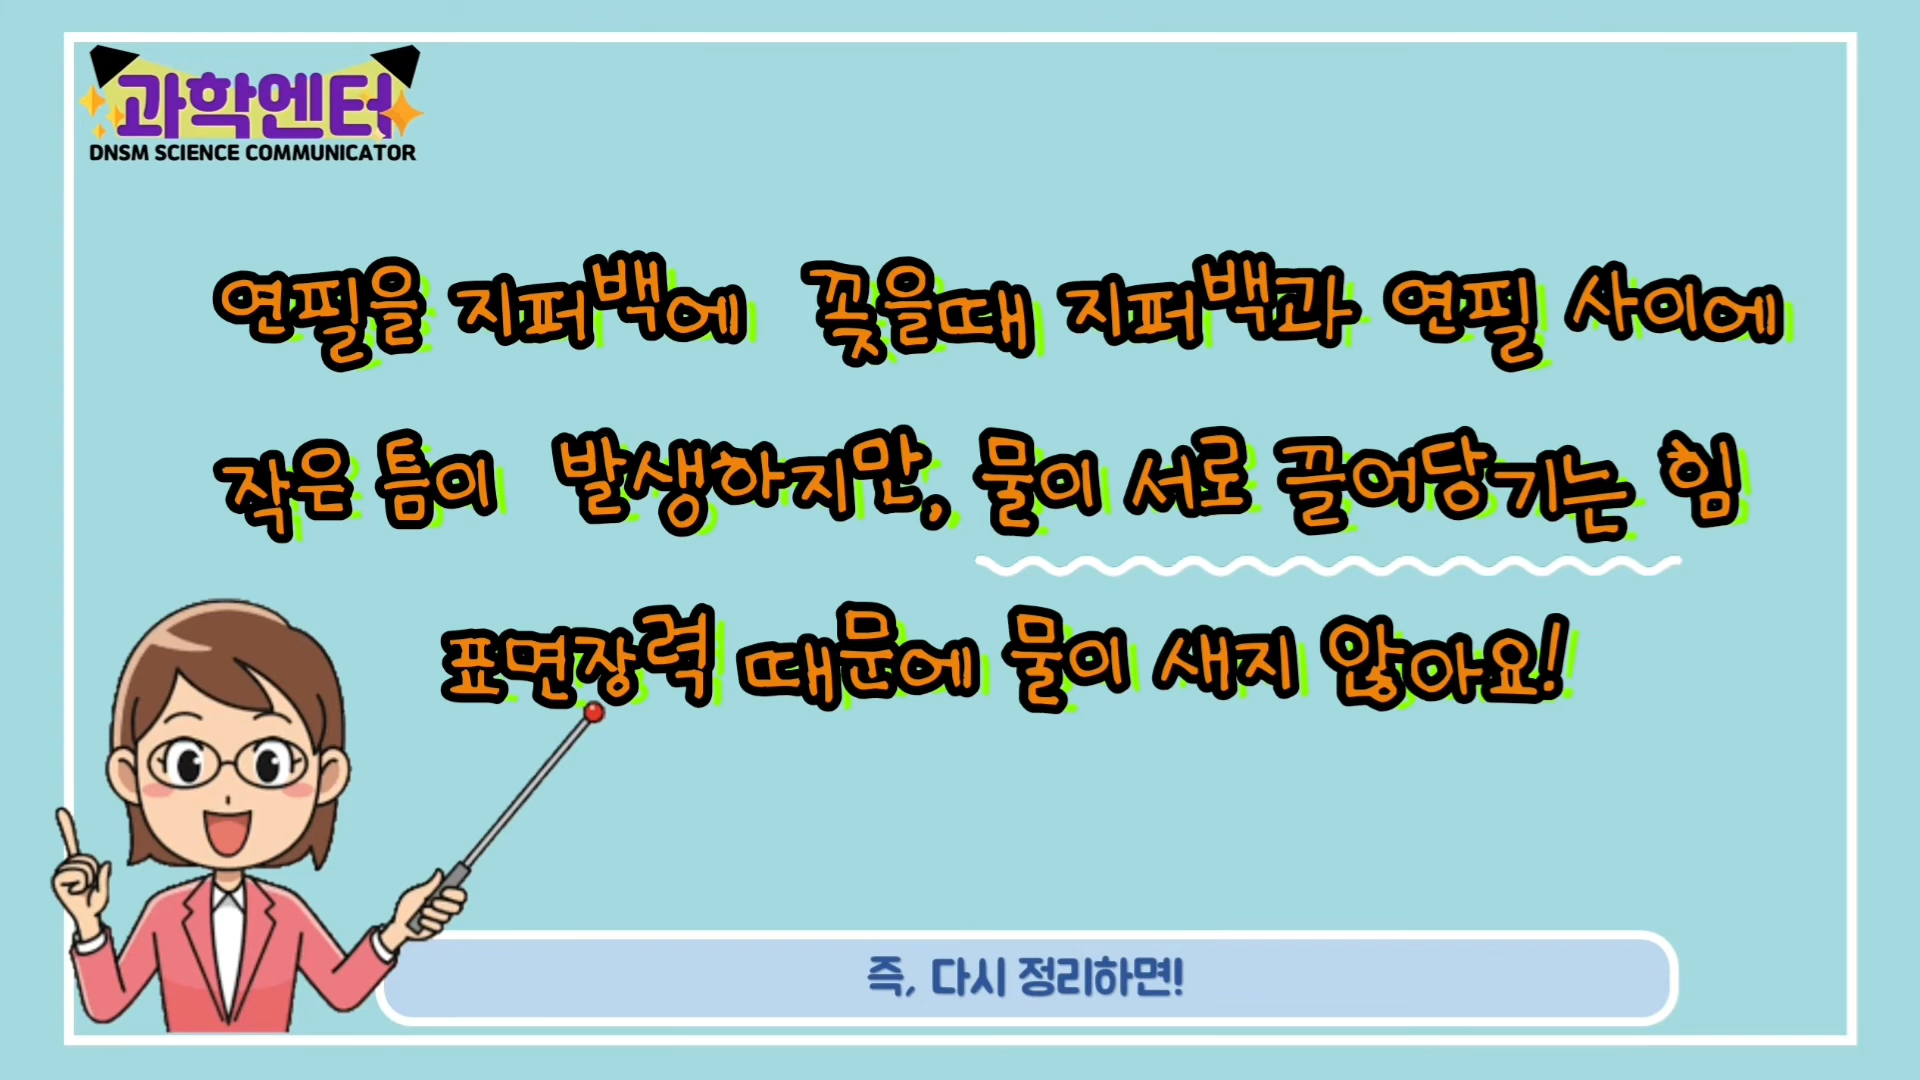 과학엔터
DNSM SCIENCE COMMUNICATOR
연필을 지퍼백에 꽂을때 지퍼백과 연필 사이에
작은 틈이 발생하지만, 물이 서로 끌어당기는 힘
표면장력 때문에 물이 새지 않아요!
즉, 다시 정리하면!